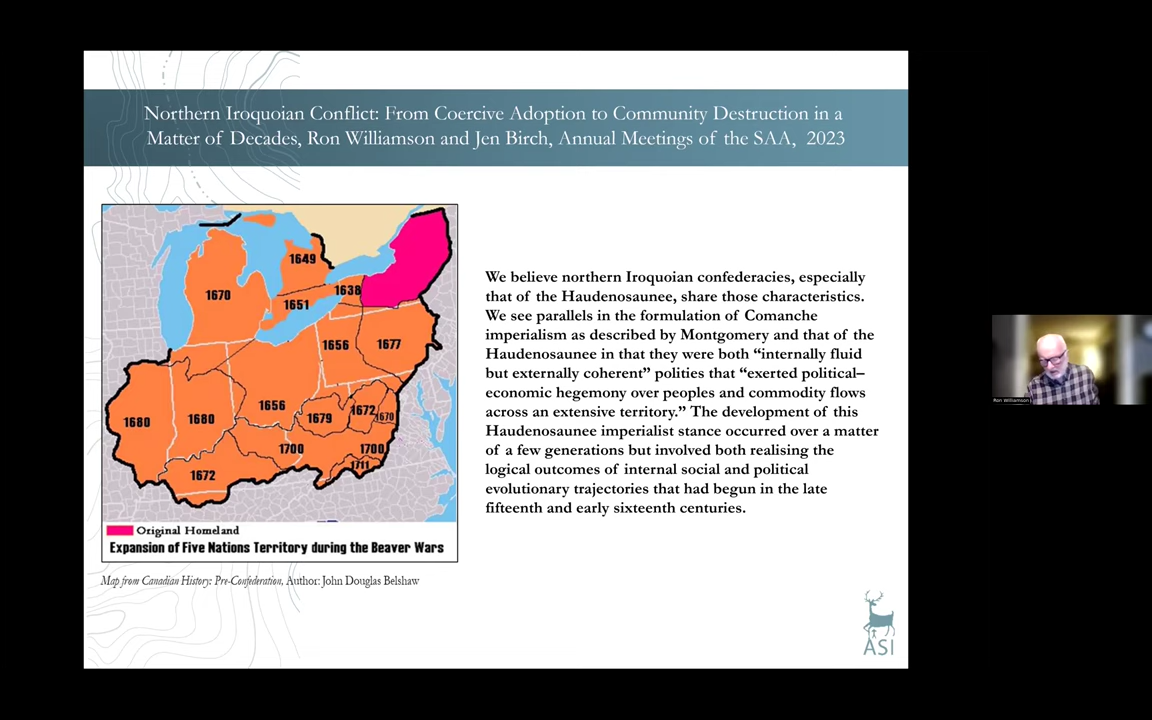 Northern Iroquoian Conflict: From Coercive Adoption to Community Destruction in a
Matter of Decades, Ron Williamson and Jen Birch, Annual Meetings of the SAA, 2023
1649
1670
1638
1651
1656
1677
1656
1680
1680
1679
1672
1670
1700
1700
1711
1672
Original Homeland
Expansion of Five Nations Territory during the Beaver Wars
Map from Canadian History: Pre-Confederation, Author: John Douglas Belshaw
We believe northern Iroquoian confederacies, especially
that of the Haudenosaunee, share those characteristics.
We see parallels in the formulation of Comanche
imperialism as described by Montgomery and that of the
Haudenosaunee in that they were both “internally fluid
but externally coherent” polities that “exerted political–
economic hegemony over peoples and commodity flows
across an extensive territory.” The development of this
Haudenosaunee imperialist stance occurred over a matter
of a few generations but involved both realising the
logical outcomes of internal social and political
evolutionary trajectories that had begun in the late
fifteenth and early sixteenth centuries.
ASI
Ron Williamson